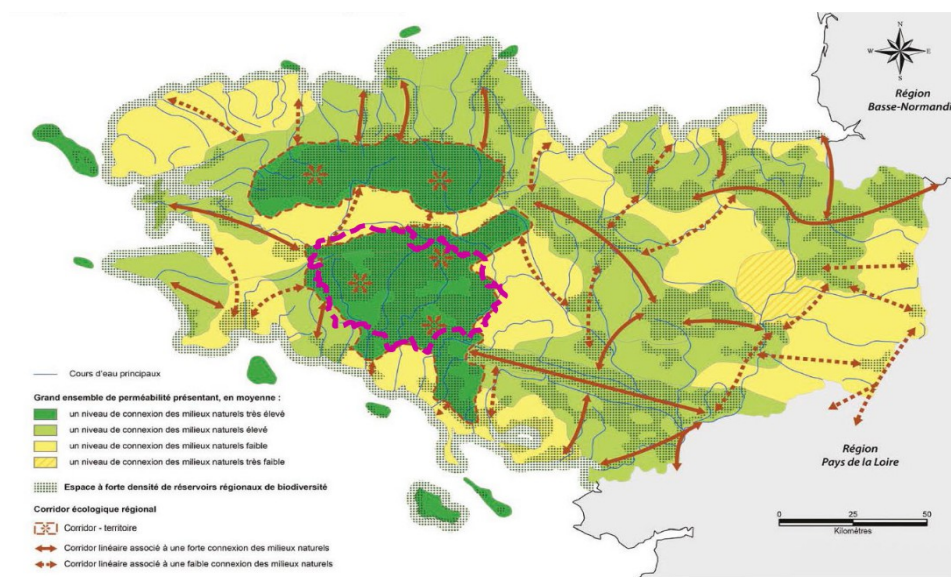 N
W
E
S
Région
Basse-Normandi
Cours d'eau principaux
Grand ensemble de perméabilité présentant, en moyenne :
un niveau de connexion des milieux naturels très élevé
un niveau de connexion des milieux naturels élevé
un niveau de connexion des milieux naturels faible
un niveau de connexion des milieux naturels très faible
Espace à forte densité de réservoirs régionaux de biodiversité
Corridor écologique régional
Corridor - territoire
Corridor linéaire associé à une forte connexion des milieux naturels
Corridor linéaire associé à une faible connexion des milieux naturels
Région
Pays de la Loire
0 25 50
Kilomètres